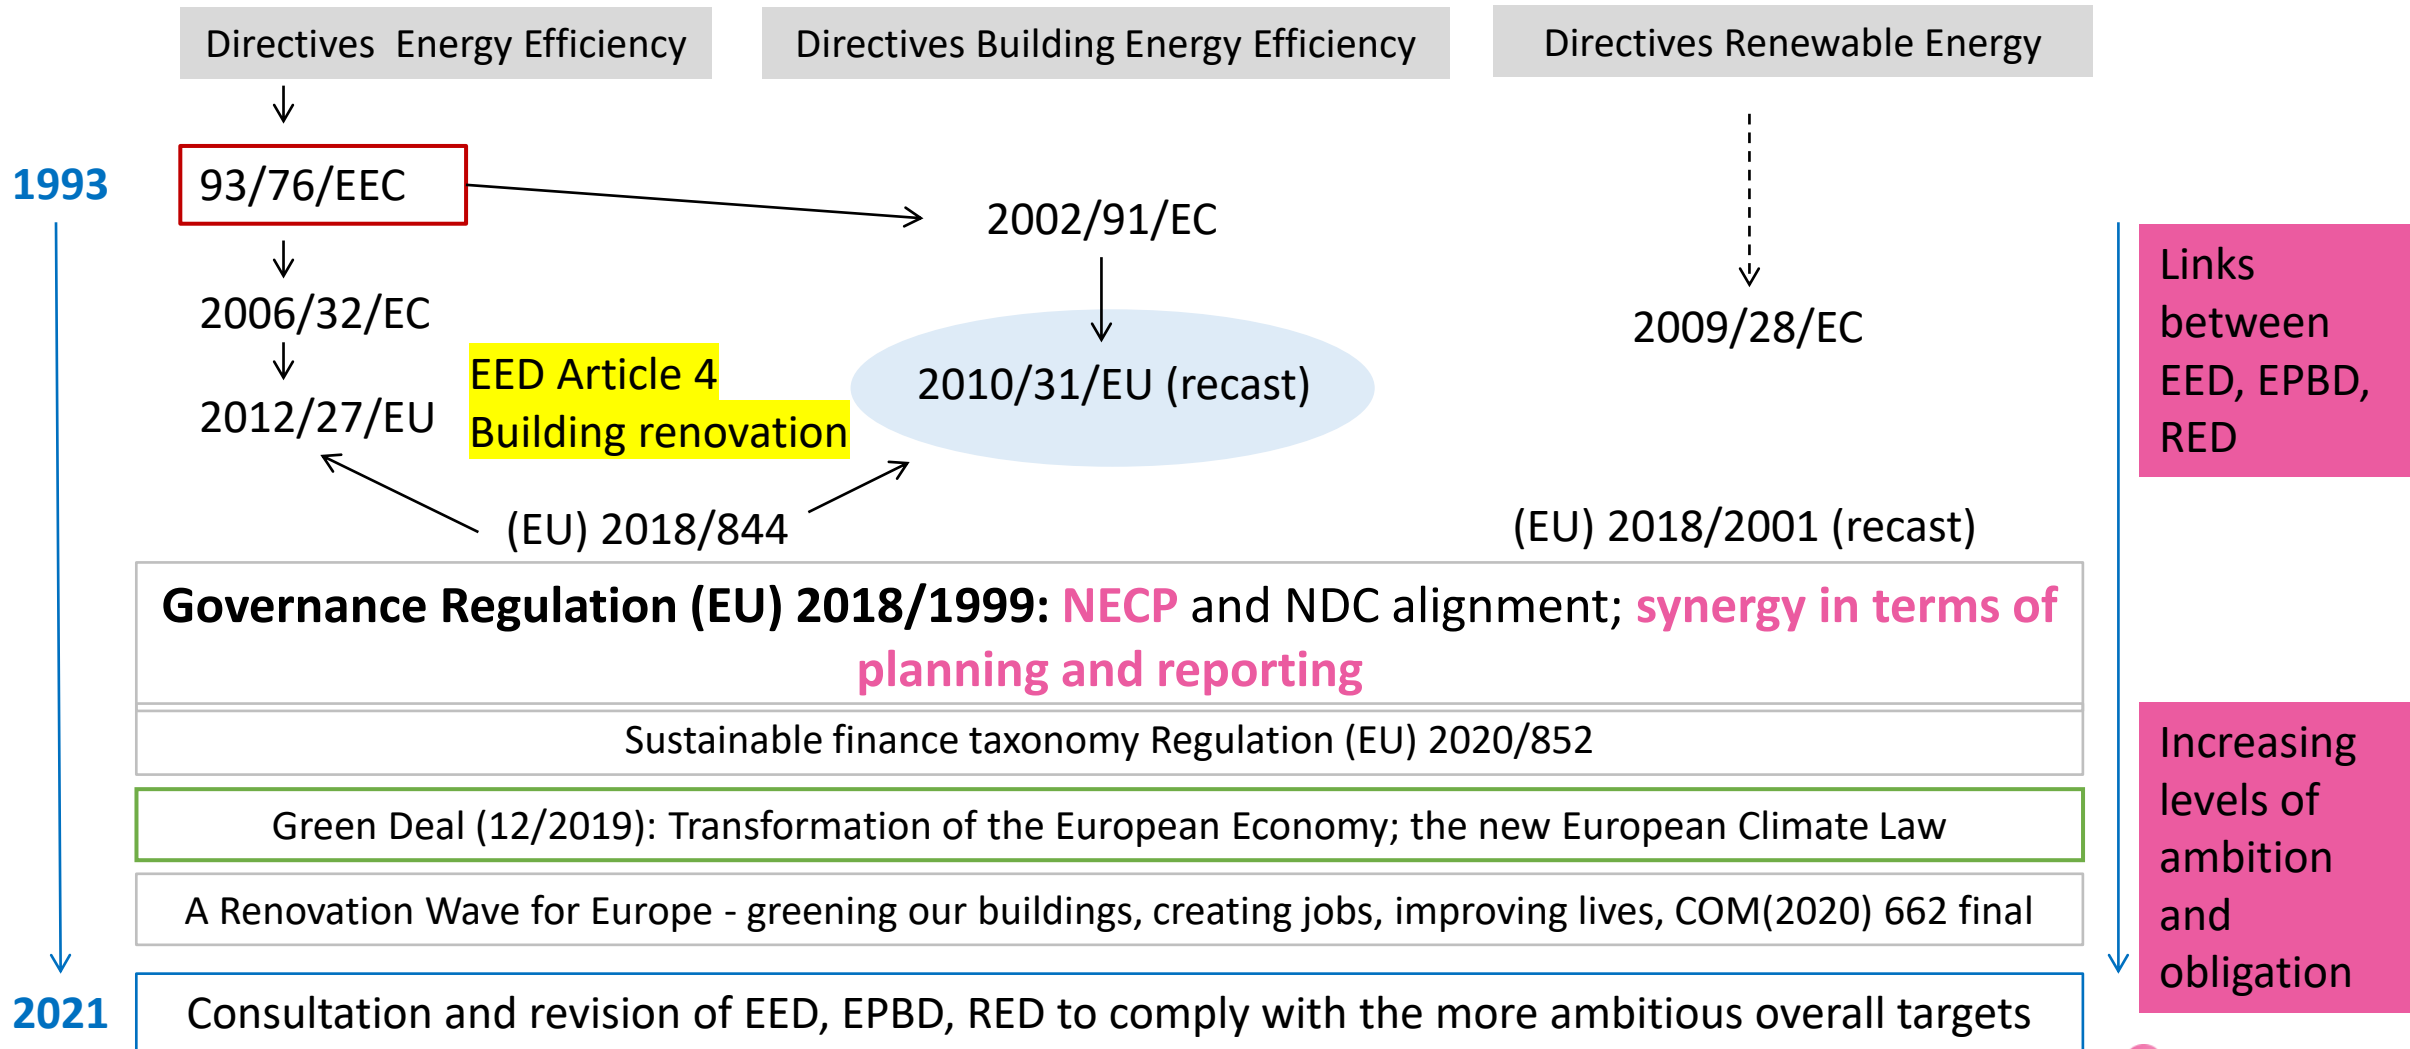 Directives Energy Efficiency
Directives Building Energy Efficiency
Directives Renewable Energy
1993
93/76/EEC
2002/91/EC
2006/32/EC
2009/28/EC
2012/27/EU
EED Article 4
Building renovation
2010/31/EU (recast)
(EU) 2018/844
(EU) 2018/2001 (recast)
Links
between
EED, EPBD,
RED
Governance Regulation (EU) 2018/1999: NECP and NDC alignment; synergy in terms of
planning and reporting
Sustainable finance taxonomy Regulation (EU) 2020/852
Green Deal (12/2019): Transformation of the European Economy; the new European Climate Law
A Renovation Wave for Europe - greening our buildings, creating jobs, improving lives, COM(2020) 662 final
Increasing
levels of
ambition
and
obligation
2021
Consultation and revision of EED, EPBD, RED to comply with the more ambitious overall targets